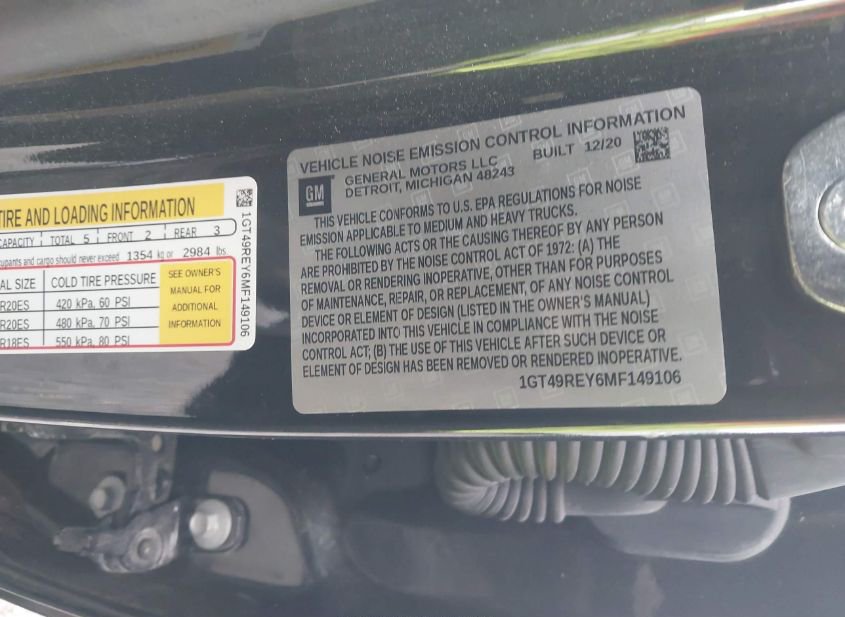 TIRE AND LOADING INFORMATION
CAPACITY TOTAL 5 FRONT 2 REAR 3
and cargo should never exceed 1354 kg or 2984 lbs
SIZE COLD TIRE PRESSURE
R20ES 420 kPa, 60 PSI
R20ES 480 kPa, 70 PSI
R18ES 550 kPa, 80 PSI
SEE OWNER'S
MANUAL FOR
ADDITIONAL
INFORMATION
1GT49REY6MF149106
VEHICLE NOISE EMISSION CONTROL INFORMATION
GM
GENERAL MOTORS LLC BUILT 12/20
DETROIT, MICHIGAN 48243
THIS VEHICLE CONFORMS TO U.S. EPA REGULATIONS FOR NOISE
EMISSION APPLICABLE TO MEDIUM AND HEAVY TRUCKS.
THE FOLLOWING ACTS OR THE CAUSING THEREOF BY ANY PERSON
ARE PROHIBITED BY THE NOISE CONTROL ACT OF 1972: (A) THE
REMOVAL OR RENDERING INOPERATIVE, OTHER THAN FOR PURPOSES
OF MAINTENANCE, REPAIR, OR REPLACEMENT, OF ANY NOISE CONTROL
DEVICE OR ELEMENT OF DESIGN (LISTED IN THE OWNER'S MANUAL)
INCORPORATED INTO THIS VEHICLE IN COMPLIANCE WITH THE NOISE
CONTROL ACT; (B) THE USE OF THIS VEHICLE AFTER SUCH DEVICE OR
ELEMENT OF DESIGN HAS BEEN REMOVED OR RENDERED INOPERATIVE.
1GT49REY6MF149106